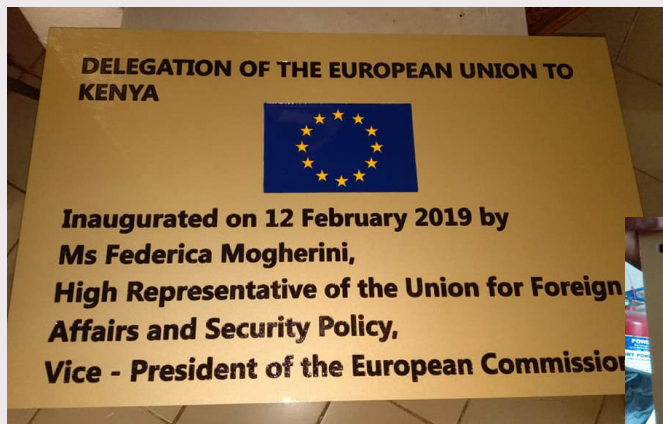 DELEGATION OF THE EUROPEAN UNION TO
KENYA
Inaugurated on 12 February 2019 by
Ms Federica Mogherini,
High Representative of the Union for Foreign
Affairs and Security Policy,
Vice - President of the European Commission